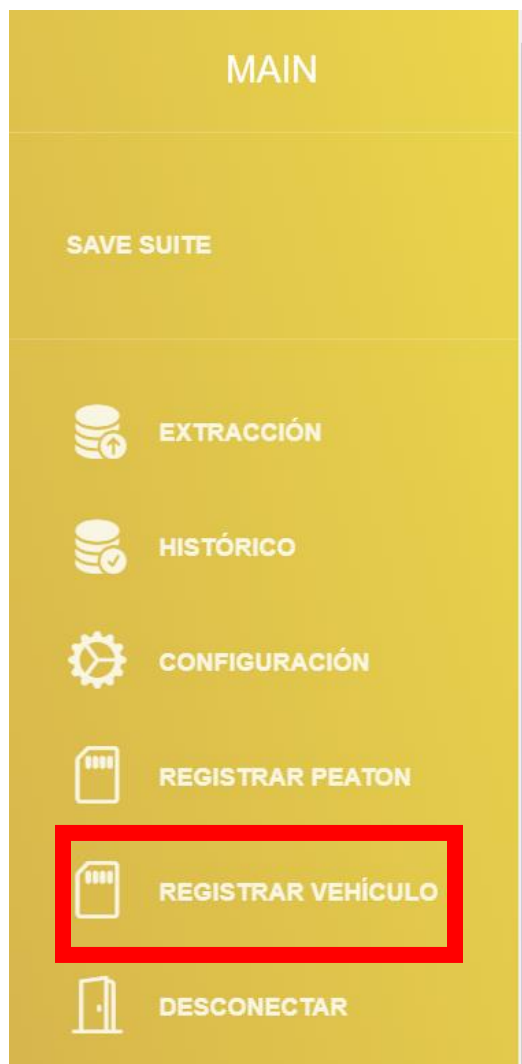 MAIN
SAVE SUITE
EXTRACCIÓN
HISTÓRICO
CONFIGURACIÓN
REGISTRAR PEATON
REGISTRAR VEHÍCULO
DESCONECTAR